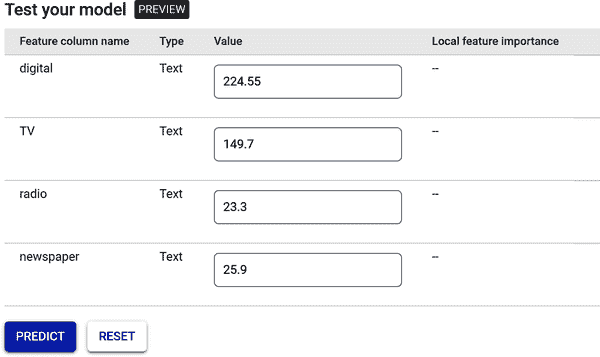 Test your model PREVIEW
Feature column name Type Value Local feature importance
digital Text 224.55 --
TV Text 149.7 --
radio Text 23.3 --
newspaper Text 25.9 --
PREDICT RESET